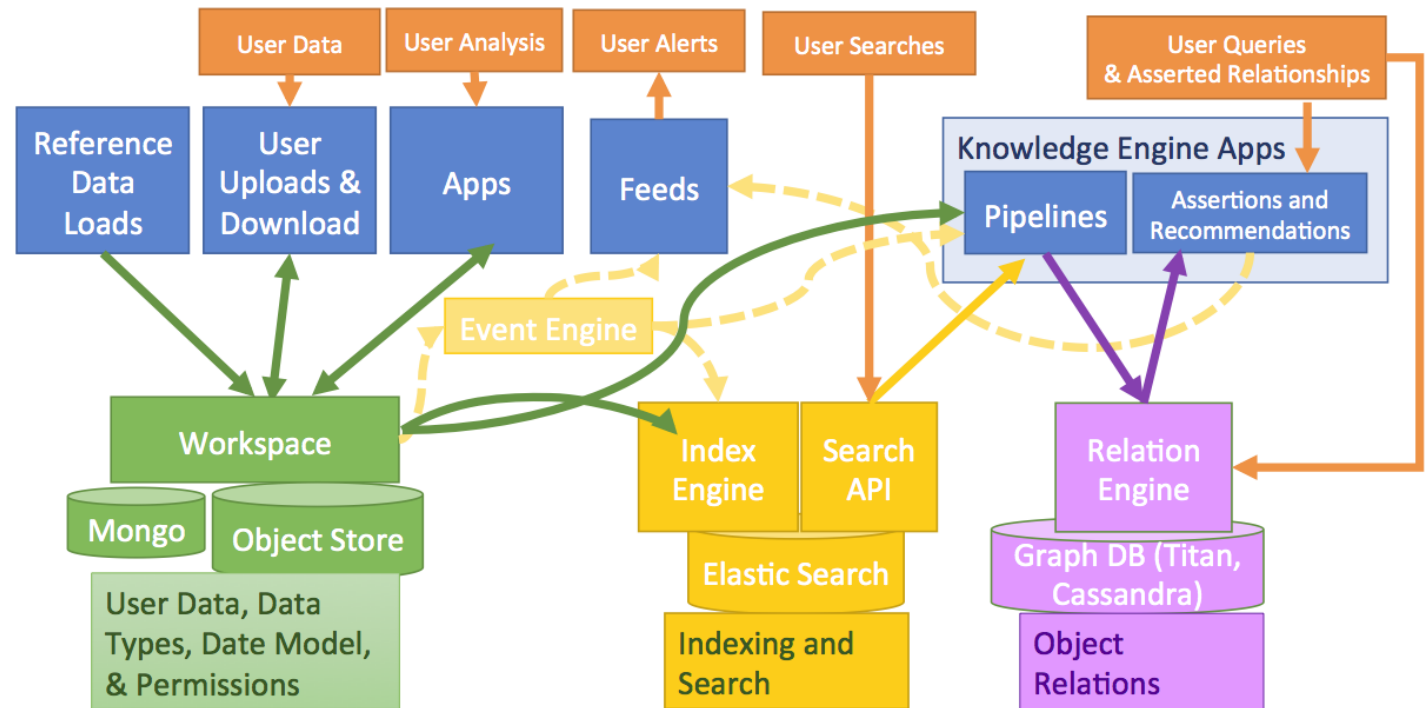 User Data
User Analysis
User Alerts
User Searches
User Queries
& Asserted Relationships
Reference
Data
Loads
User
Uploads &
Download
Apps
Feeds
Knowledge Engine Apps
Pipelines
Assertions and
Recommendations
Event Engine
Workspace
Index
Engine
Search
API
Relation
Engine
Mongo
Object Store
Elastic Search
Graph DB (Titan,
Cassandra)
User Data, Data
Types, Date Model,
& Permissions
Indexing and
Search
Object
Relations